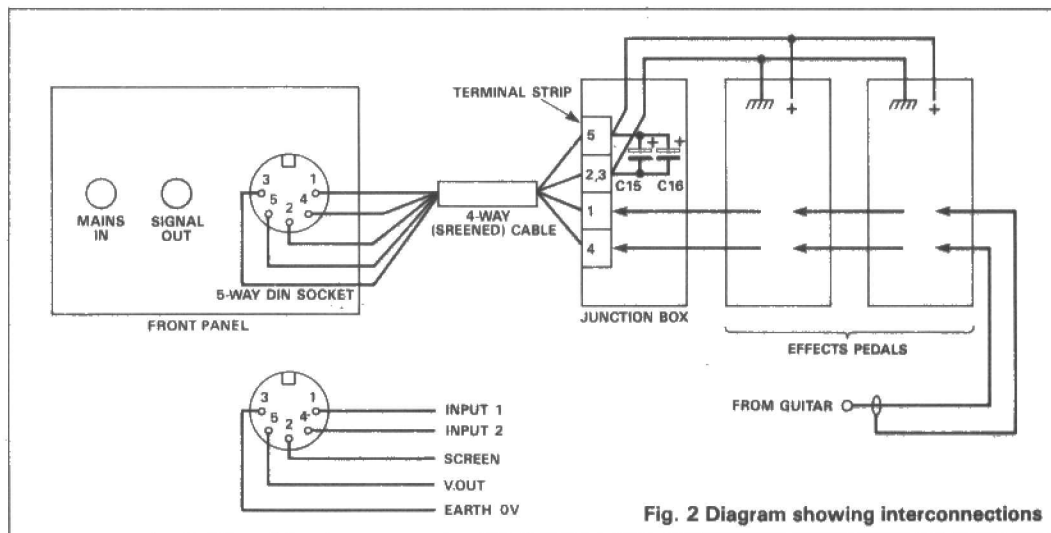 TERMINAL STRIP
5
2,3
1
4
+
+
C15
C16
+
+
MAINS
IN
SIGNAL
OUT
3
1
5
4
2
5-WAY DIN SOCKET
FRONT PANEL
4-WAY
(SREENED) CABLE
JUNCTION BOX
EFFECTS PEDALS
FROM GUITAR
3
1
5
4
2
INPUT 1
INPUT 2
SCREEN
V.OUT
EARTH 0V
Fig. 2 Diagram showing interconnections